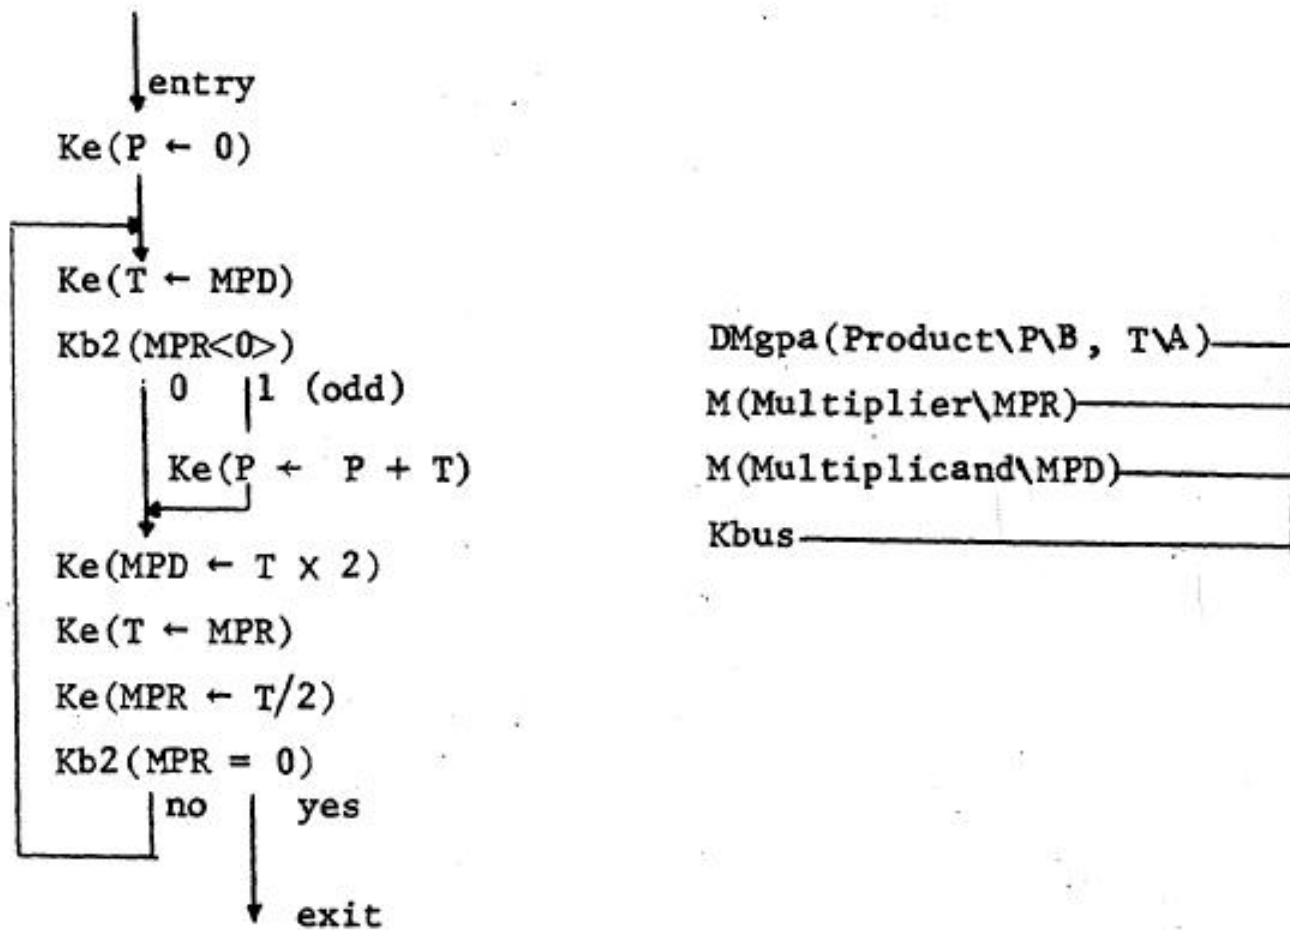 entry
Ke(P ← 0)
Ke(T ← MPD)
Kb2(MPR<0>)
0 1 (odd)
Ke(P ← P + T)
Ke(MPD ← T x 2)
Ke(T ← MPR)
Ke(MPR ← T/2)
Kb2(MPR = 0)
no yes
exit
DMgpa(Product\P\B, T\A)
M(Multiplier\MPR)
M(Multiplicand\MPD)
Kbus